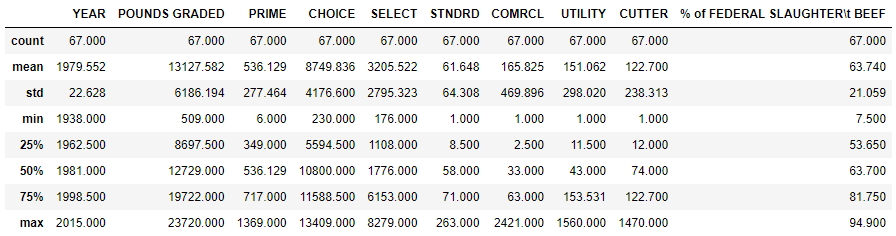 YEAR POUNDS GRADED PRIME CHOICE SELECT STNDRD COMRCL UTILITY CUTTER % of FEDERAL SLAUGHTER\t BEEF
count 67.000 67.000 67.000 67.000 67.000 67.000 67.000 67.000 67.000 67.000
mean 1979.552 13127.582 536.129 8749.836 3205.522 61.648 165.825 151.062 122.700 63.740
std 22.628 6186.194 277.464 4176.600 2795.323 64.308 469.896 298.020 238.313 21.059
min 1938.000 509.000 6.000 230.000 176.000 1.000 1.000 1.000 1.000 7.500
25% 1962.500 8697.500 349.000 5594.500 1108.000 8.500 2.500 11.500 12.000 53.650
50% 1981.000 12729.000 536.129 10800.000 1776.000 58.000 33.000 43.000 74.000 63.700
75% 1998.500 19722.000 717.000 11588.500 6153.000 71.000 63.000 153.531 122.700 81.750
max 2015.000 23720.000 1369.000 13409.000 8279.000 263.000 2421.000 1560.000 1470.000 94.900